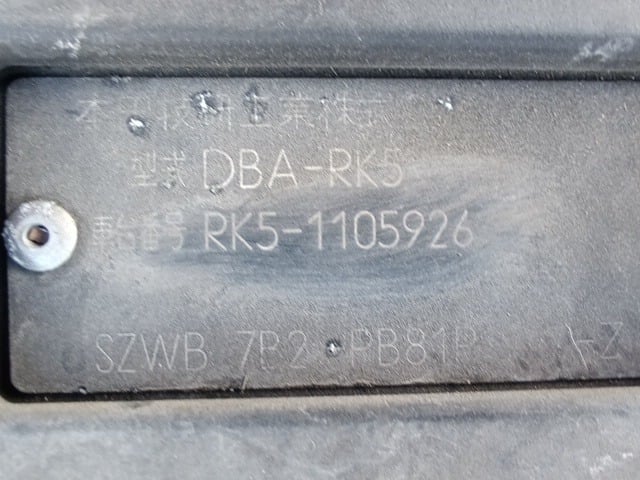 本田技研工業株式
型式 DBA-RK5
車台番号 RK5-1105926
SZWB 7B2 PB81P